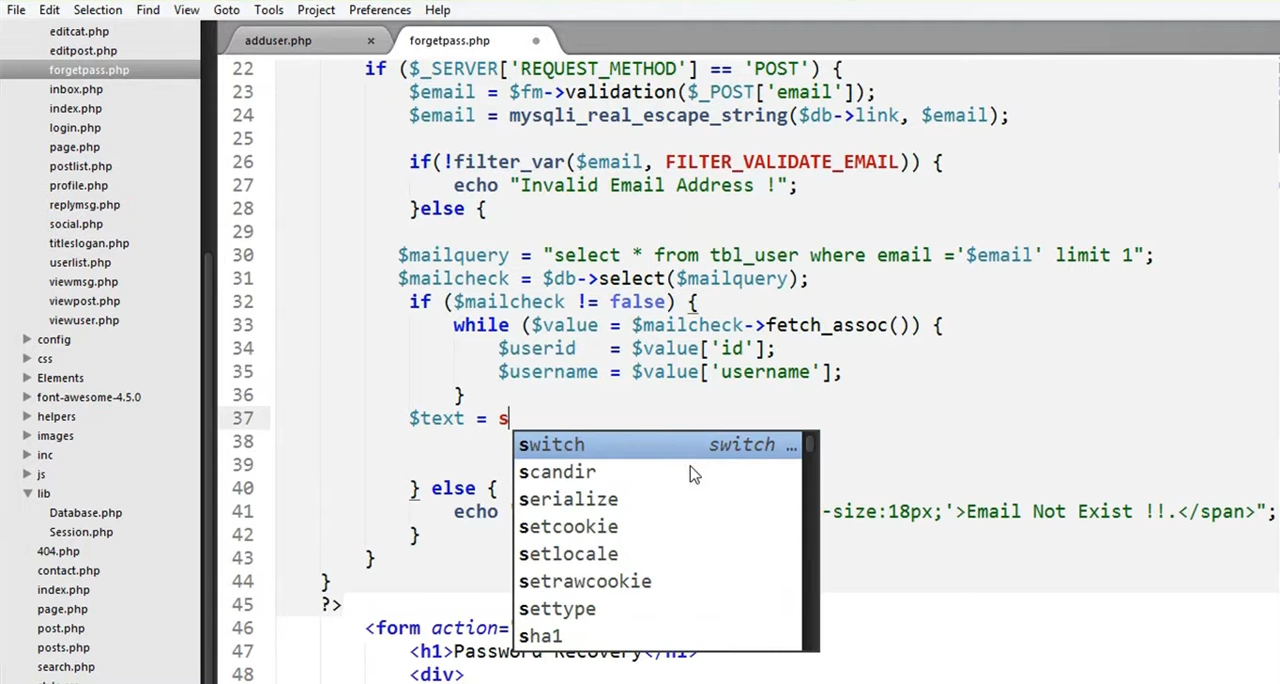 File Edit Selection Find View Goto Tools Project Preferences Help
editcat.php
editpost.php
forgetpass.php
inbox.php
index.php
login.php
page.php
postlist.php
profile.php
replymsg.php
social.php
titleslogan.php
userlist.php
viewmsg.php
viewpost.php
viewuser.php
config
css
Elements
font-awesome-4.5.0
helpers
images
inc
js
lib
Database.php
Session.php
404.php
contact.php
index.php
page.php
post.php
posts.php
search.php
adduser.php × forgetpass.php
22 if ($_SERVER['REQUEST_METHOD'] == 'POST') {
23 $email = $fm->validation($_POST['email']);
24 $email = mysqli_real_escape_string($db->link, $email);
25
26 if(!filter_var($email, FILTER_VALIDATE_EMAIL)) {
27 echo "Invalid Email Address !";
28 }else {
29
30 $mailquery = "select * from tbl_user where email ='$email' limit 1";
31 $mailcheck = $db->select($mailquery);
32 if ($mailcheck != false) {
33 while ($value = $mailcheck->fetch_assoc()) {
34 $userid = $value['id'];
35 $username = $value['username'];
36 }
37 $text = s
38
39
40 } else {
41 echo -size:18px;'>Email Not Exist !!.</span>";
42 }
43 }
44 }
45 ?>
46 <form action=
47 <h1>Password Recovery</h1>
48 <div>
switch switch …
scandir
serialize
setcookie
setlocale
setrawcookie
settype
sha1